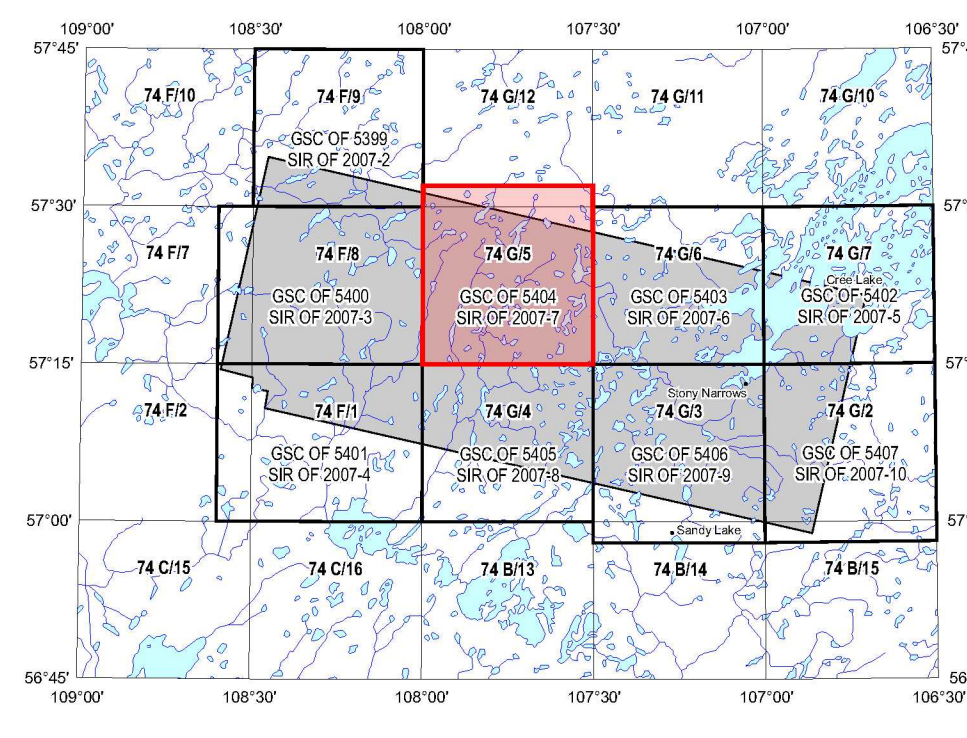 109°00' 108°30' 108°00' 107°30' 107°00' 106°30'
57°45'
74 F/10 74 F/9 74 G/12 74 G/11 74 G/10
GSC OF 5399
SIR OF 2007-2
57°30'
74 F/7 74 F/8 74 G/5 74 G/6 74 G/7
Cree Lake
GSC OF 5400 GSC OF 5404 GSC OF 5403 GSC OF 5402
SIR OF 2007-3 SIR OF 2007-7 SIR OF 2007-6 SIR OF 2007-5
57°15'
Stony Narrows
74 F/2 74 F/1 74 G/4 74 G/3 74 G/2
GSC OF 5401 GSC OF 5405 GSC OF 5406 GSC OF 5407
SIR OF 2007-4 SIR OF 2007-8 SIR OF 2007-9 SIR OF 2007-10
57°00'
Sandy Lake
74 C/15 74 C/16 74 B/13 74 B/14 74 B/15
56°45'
109°00' 108°30' 108°00' 107°30' 107°00' 106°30'